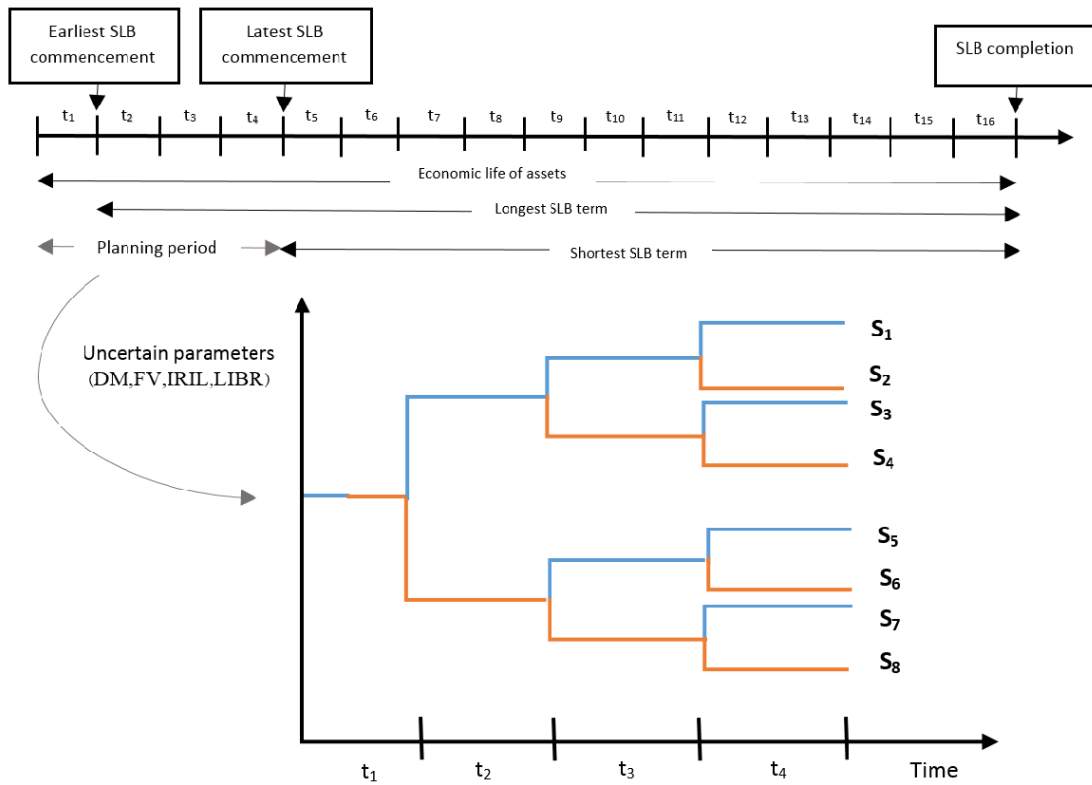 Earliest SLB
commencement
Latest SLB
commencement
SLB completion
t₁ t₂ t₃ t₄ t₅ t₆ t₇ t₈ t₉ t₁₀ t₁₁ t₁₂ t₁₃ t₁₄ t₁₅ t₁₆
Economic life of assets
Longest SLB term
Planning period
Shortest SLB term
Uncertain parameters
(DM,FV,IRIL,LIBR)
S₁
S₂
S₃
S₄
S₅
S₆
S₇
S₈
t₁ t₂ t₃ t₄ Time